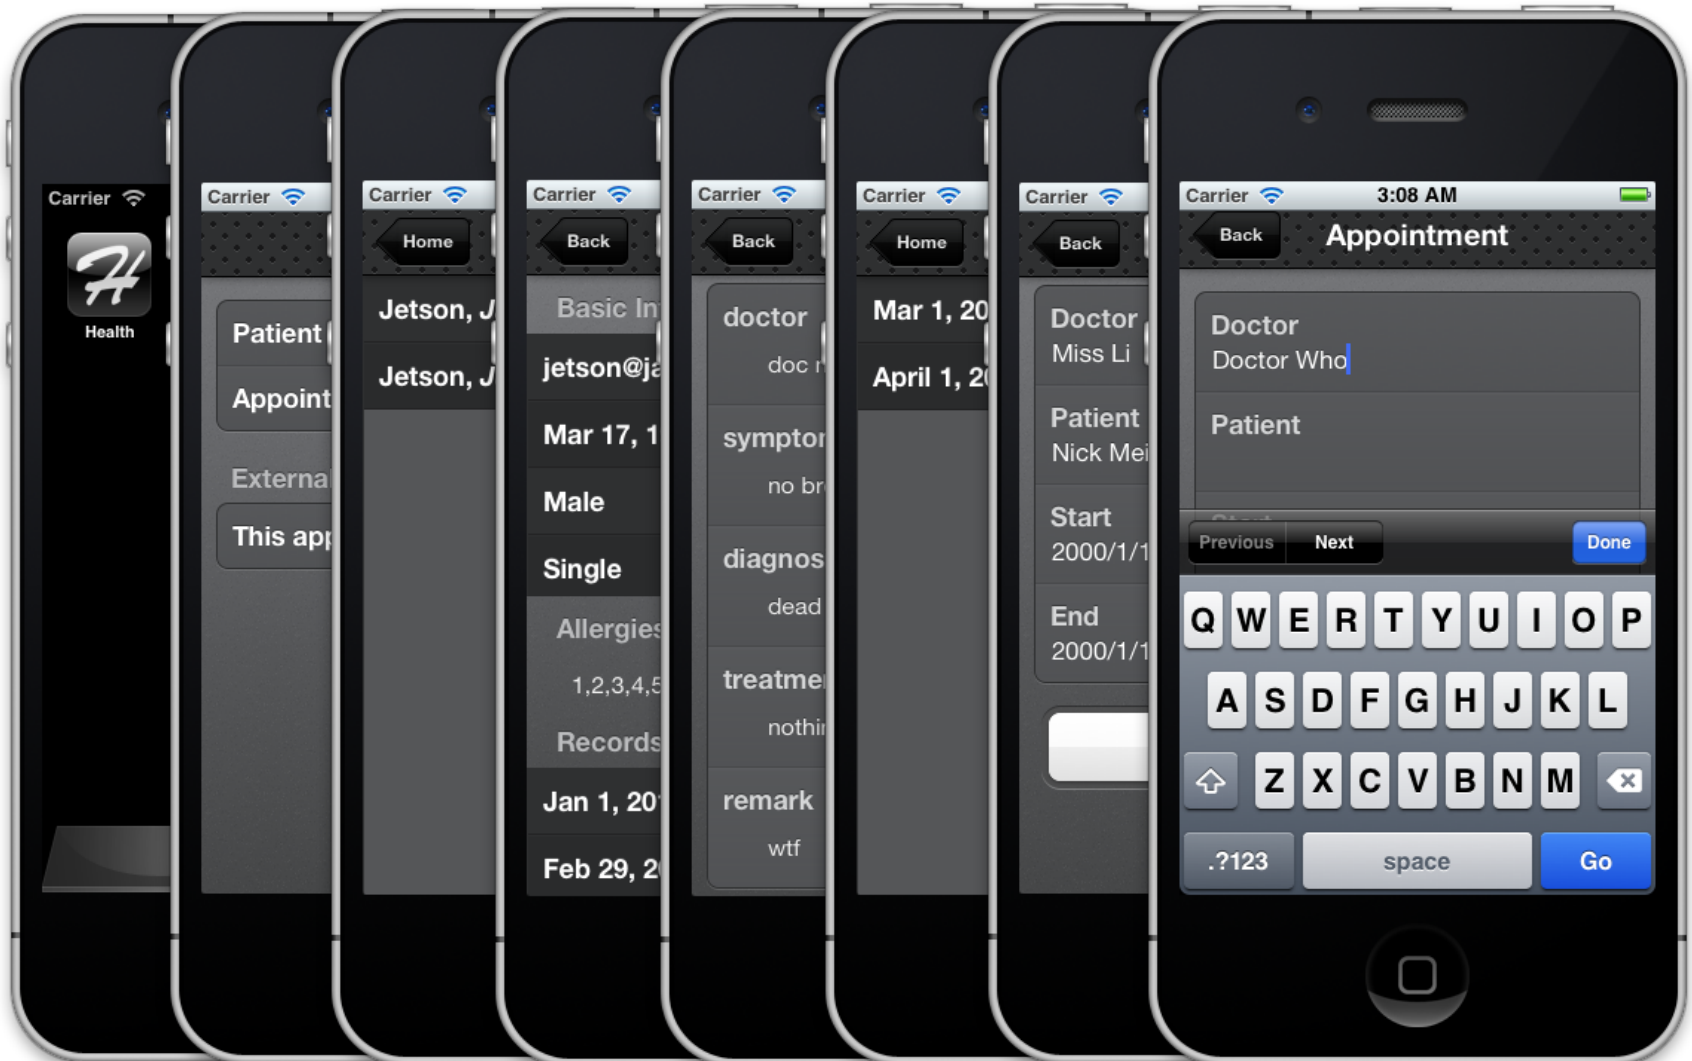 Carrier
H
Health
Carrier
Patient
Appoint
Externa
This app
Carrier
Home
Jetson, J
Jetson, J
Carrier
Back
Basic In
jetson@ja
Mar 17, 1
Male
Single
Allergies
1,2,3,4,5
Records
Jan 1, 20
Feb 29, 2
Carrier
Back
doctor
doc
symptor
no br
diagnos
dead
treatme
nothi
remark
wtf
Carrier
Home
Mar 1, 20
April 1, 20
Carrier
Back
Doctor
Miss Li
Patient
Nick Mei
Start
2000/1/1
End
2000/1/1
Carrier 3:08 AM
Back Appointment
Doctor
Doctor Who
Patient
Start
Previous Next Done
Q W E R T Y U I O P
A S D F G H J K L
Z X C V B N M
.?123 space Go